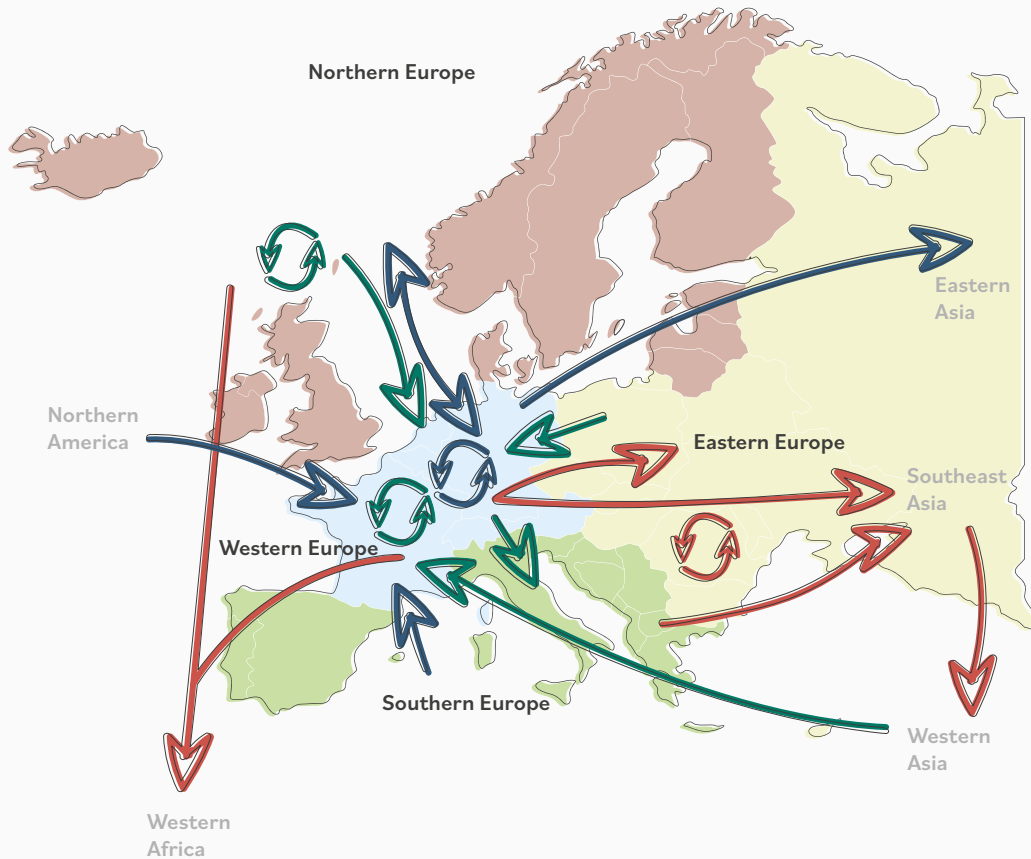 Northern Europe
Eastern
Asia
Northern
America
Eastern Europe
Southeast
Asia
Western Europe
Southern Europe
Western
Asia
Western
Africa